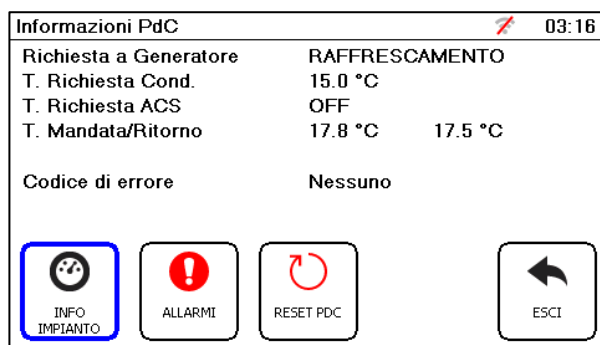 Informazioni PdC 03:16
Richiesta a Generatore RAFFRESCAMENTO
T. Richiesta Cond. 15.0 °C
T. Richiesta ACS OFF
T. Mandata/Ritorno 17.8 °C 17.5 °C
Codice di errore Nessuno
INFO IMPIANTO
ALLARMI
RESET PDC
ESCI